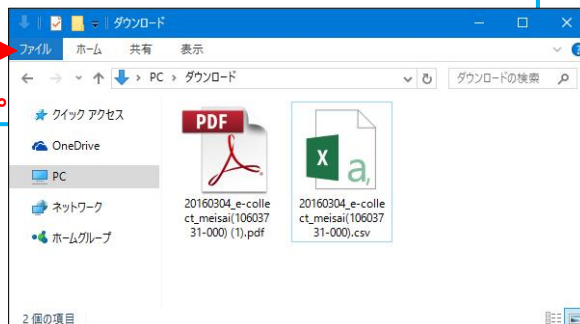 ダウンロード
ファイル ホーム 共有 表示
PC ダウンロード ダウンロードの検索
クイック アクセス
OneDrive
PC
ネットワーク
ホームグループ
PDF
20160304_e-colle
ct_meisai(106037
31-000) (1).pdf
X a,
20160304_e-colle
ct_meisai(106037
31-000).csv
2 個の項目